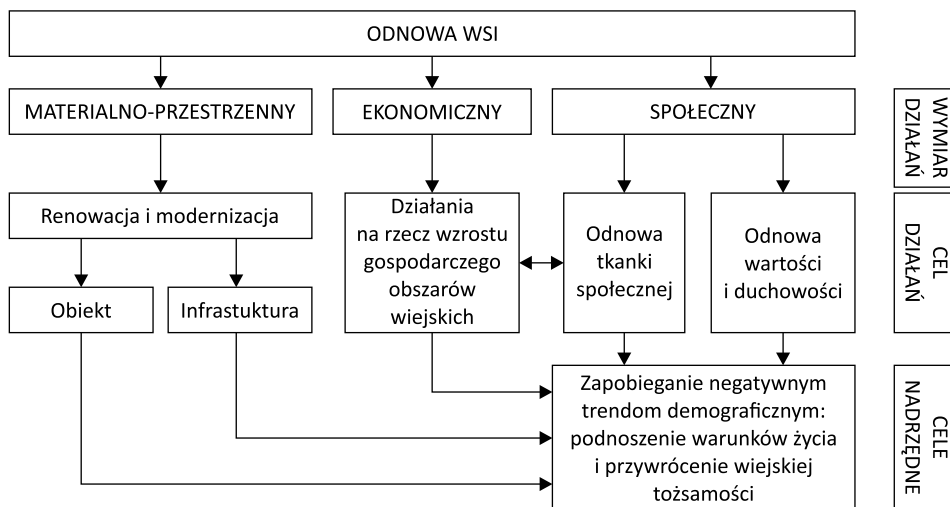 ODNOWA WSI
MATERIALNO-PRZESTRZENNY
EKONOMICZNY
SPOŁECZNY
WYMIAR
DZIAŁAŃ
Renowacja i modernizacja
Działania
na rzecz wzrostu
gospodarczego
obszarów
wiejskich
Odnowa
tkanki
społecznej
Odnowa
wartości
i duchowości
CEL
DZIAŁAŃ
Obiekt
Infrastuktura
Zapobieganie negatywnym
trendom demograficznym:
podnoszenie warunków życia
i przywrócenie wiejskiej
tożsamości
CELE
NADRZĘDNE